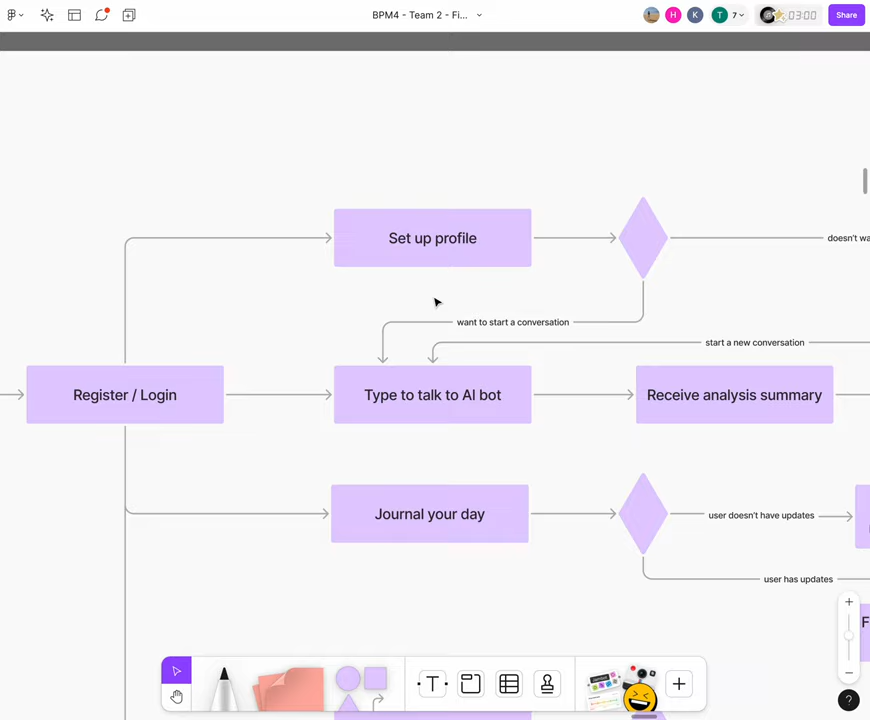 BPM4 - Team 2 - Fi...
H
K
T
7
03:00
Share
Set up profile
doesn't wa
want to start a conversation
start a new conversation
Register / Login
Type to talk to AI bot
Receive analysis summary
Journal your day
user doesn't have updates
user has updates
F
T
?